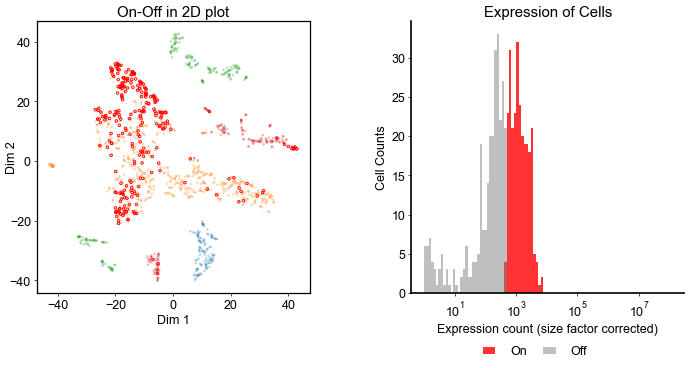 On-Off in 2D plot
Dim 2
40
20
0
−20
−40
−40 −20 0 20 40
Dim 1
Expression of Cells
Cell Counts
30
25
20
15
10
5
0
10^1 10^3 10^5 10^7
Expression count (size factor corrected)
On Off